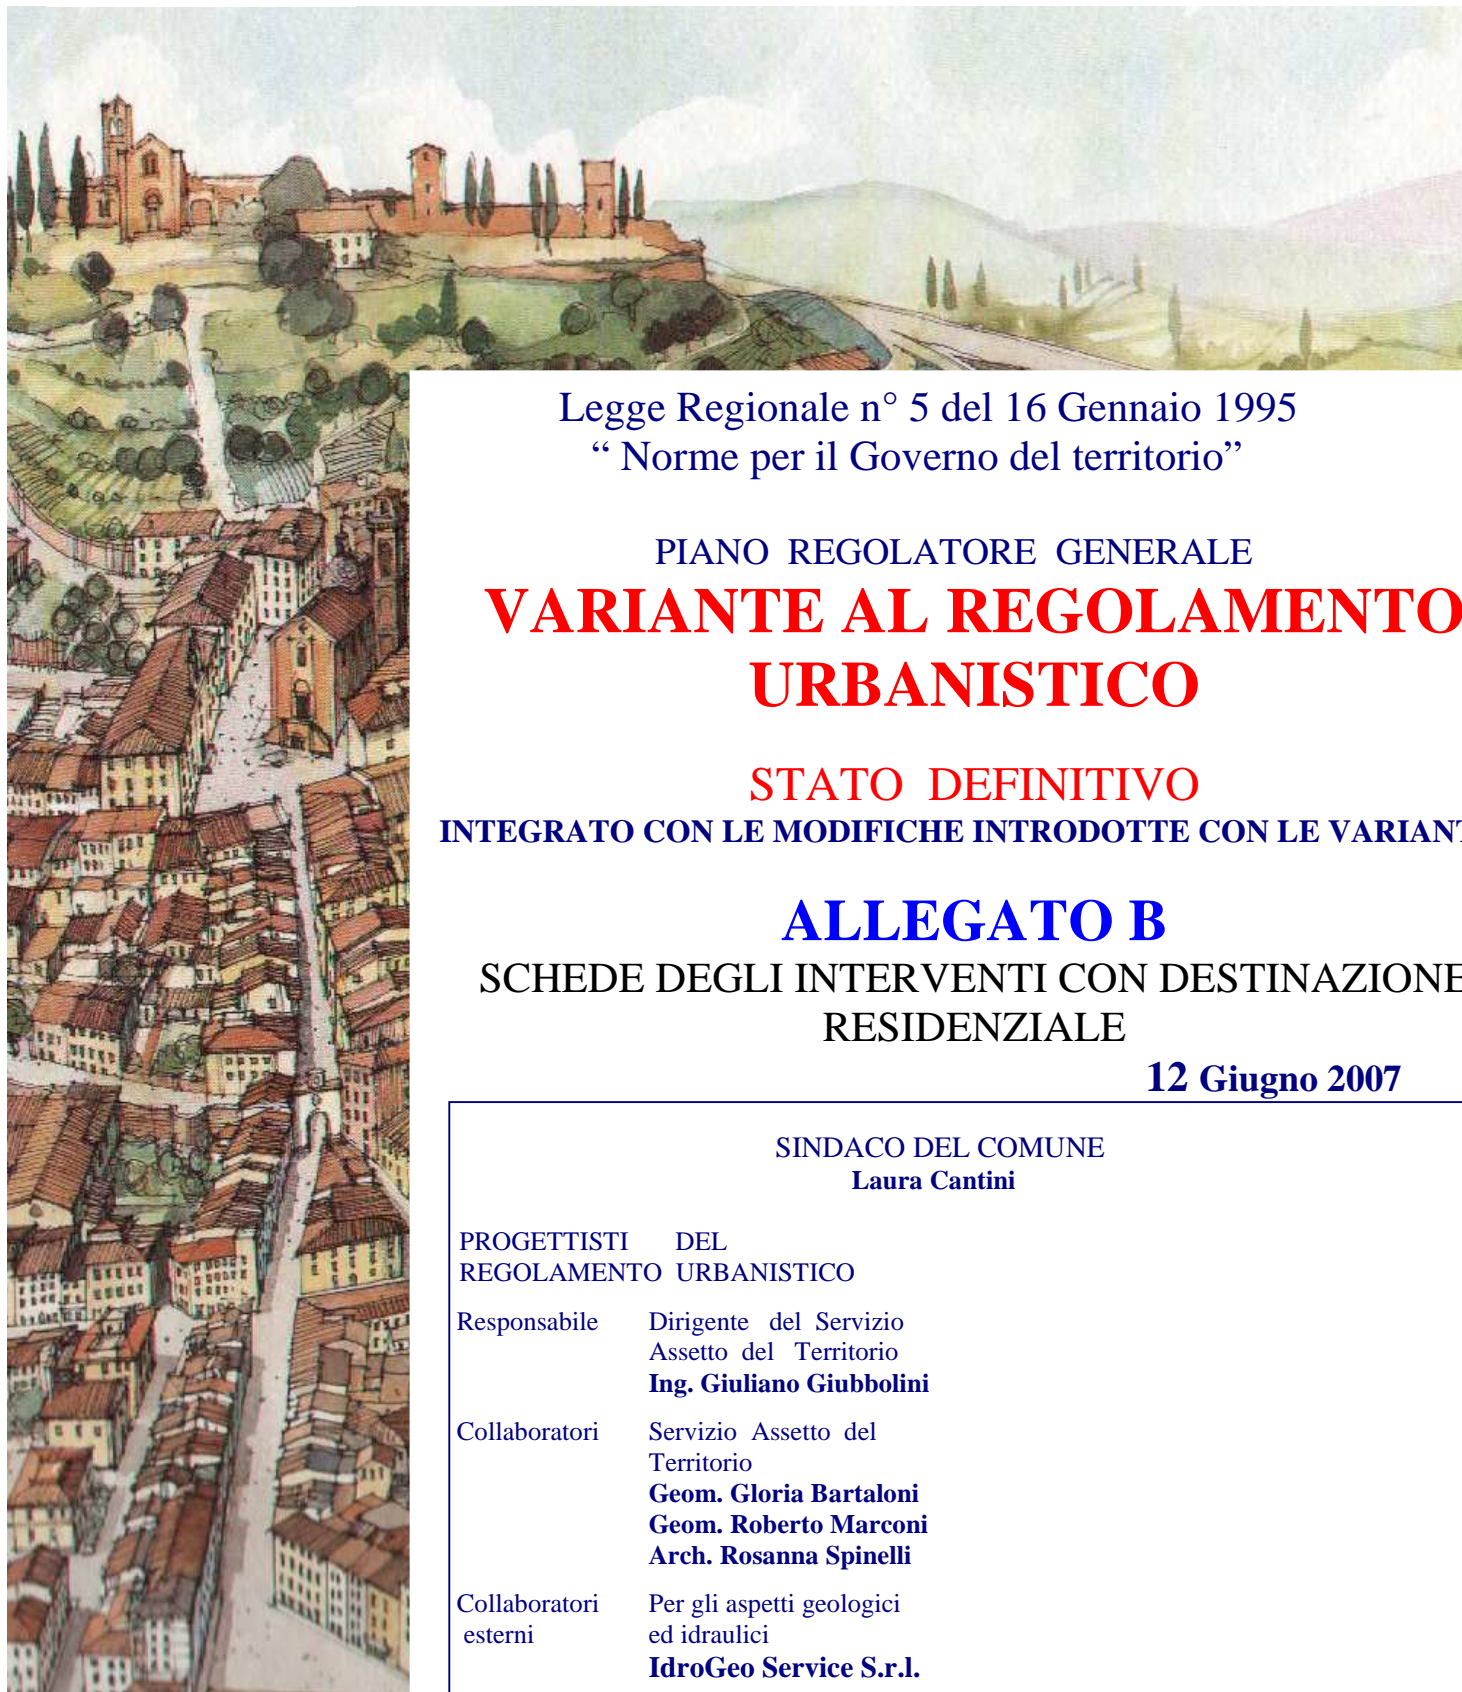 Legge Regionale n° 5 del 16 Gennaio 1995
“ Norme per il Governo del territorio”
PIANO REGOLATORE GENERALE
VARIANTE AL REGOLAMENTO
URBANISTICO
STATO DEFINITIVO
INTEGRATO CON LE MODIFICHE INTRODOTTE CON LE
ALLEGATO B
SCHEDE DEGLI INTERVENTI CON DESTINAZIONE
RESIDENZIALE
12 Giugno 2007
SINDACO DEL COMUNE
Laura Cantini
PROGETTISTI DEL
REGOLAMENTO URBANISTICO
Responsabile Dirigente del Servizio
Assetto del Territorio
Ing. Giuliano Giubbolini
Collaboratori Servizio Assetto del
Territorio
Geom. Gloria Bartaloni
Geom. Roberto Marconi
Arch. Rosanna Spinelli
Collaboratori Per gli aspetti geologici
esterni ed idraulici
IdroGeo Service S.r.l.